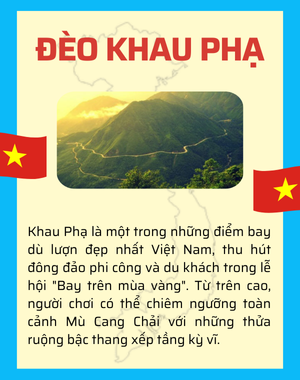 ĐÈO KHAU PHẠ
Khau Phạ là một trong những điểm bay
dù lượn đẹp nhất Việt Nam, thu hút
đông đảo phi công và du khách trong lễ
hội "Bay trên mùa vàng". Từ trên cao,
người chơi có thể chiêm ngưỡng toàn
cảnh Mù Cang Chải với những thửa
ruộng bậc thang xếp tầng kỳ vĩ.